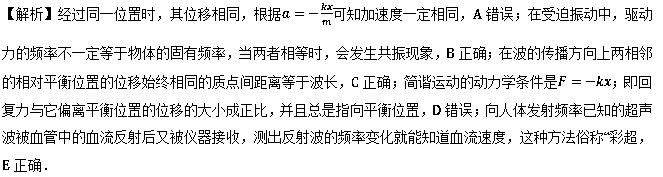 【解析】经过同一位置时，其位移相同，根据a=-kx/m可知加速度一定相同，A 错误；在受迫振动中，驱动
力的频率不一定等于物体的固有频率，当两者相等时，会发生共振现象，B 正确；在波的传播方向上两相邻
的相对平衡位置的位移始终相同的质点间距离等于波长，C 正确；简谐运动的动力学条件是F=-kx；即回
复力与它偏离平衡位置的位移的大小成正比，并且总是指向平衡位置，D 错误；向人体发射频率已知的超声
波被血管中的血流反射后又被仪器接收，测出反射波的频率变化就能知道血流速度，这种方法俗称“彩超，
E 正确．